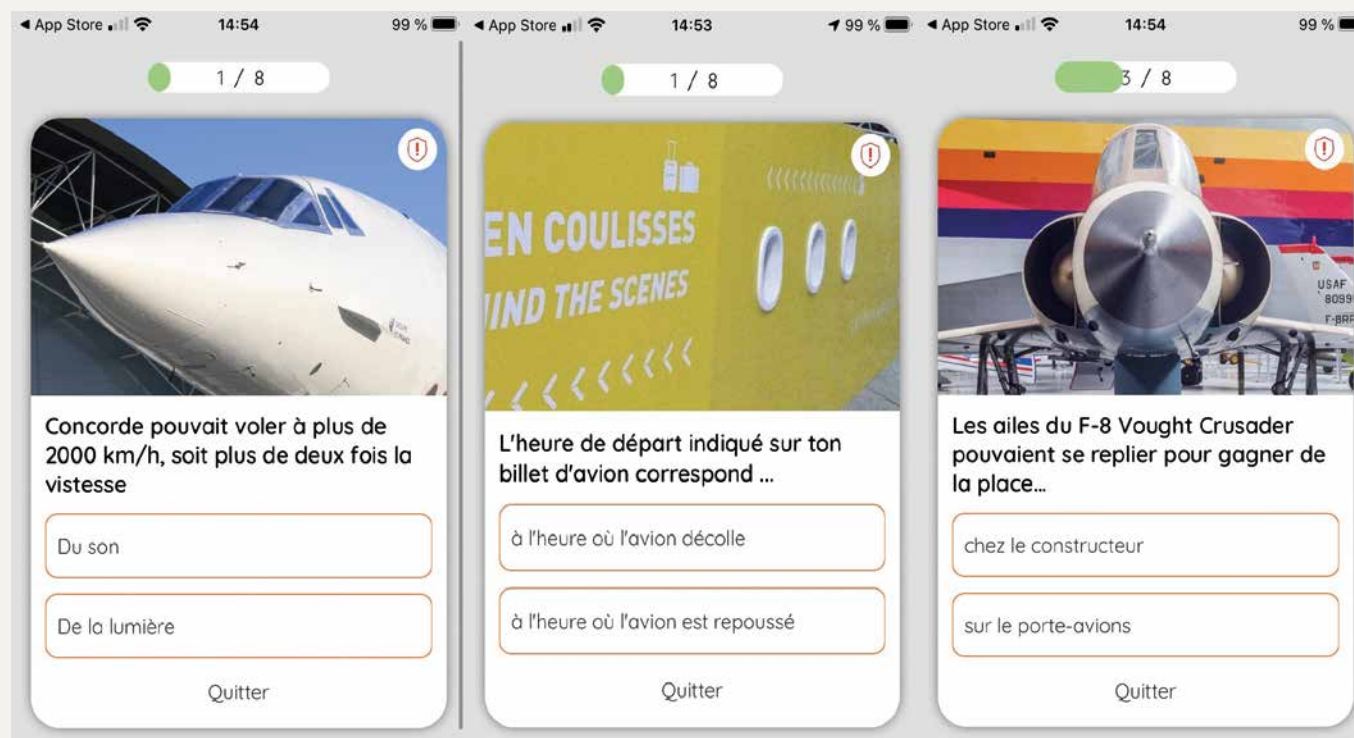 ◀ App Store
14:54
99 %
1 / 8
Concorde pouvait voler à plus de
2000 km/h, soit plus de deux fois la
vistesse
Du son
De la lumière
Quitter
◀ App Store
14:53
99 %
1 / 8
EN COULISSES
IND THE SCENES
L'heure de départ indiqué sur ton
billet d'avion correspond ...
à l'heure où l'avion décolle
à l'heure où l'avion est repoussé
Quitter
◀ App Store
14:54
99 %
3 / 8
USAF
Les ailes du F-8 Vought Crusader
pouvaient se replier pour gagner de
la place...
chez le constructeur
sur le porte-avions
Quitter